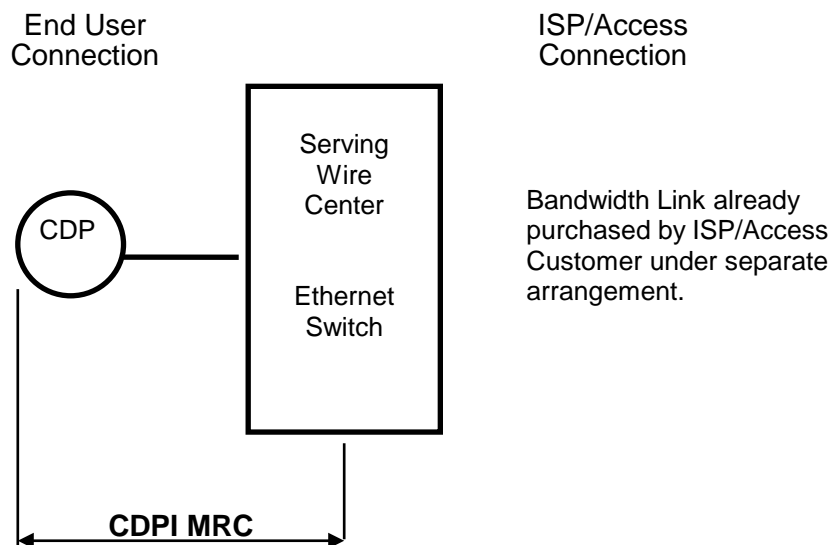 End User
Connection
ISP/Access
Connection
Serving
Wire
Center
CDP
Ethernet
Switch
Bandwidth Link already
purchased by ISP/Access
Customer under separate
arrangement.
CDPI MRC